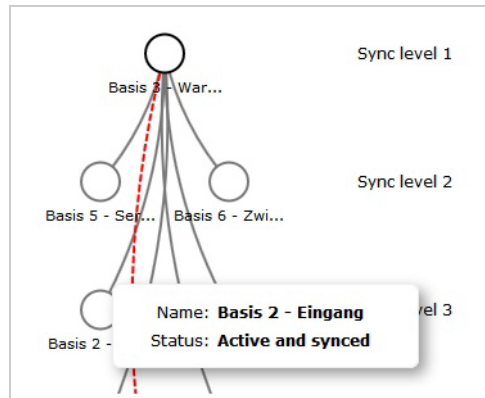 Sync level 1
Basis 3 - War...
Sync level 2
Basis 5 - Ser...
Basis 6 - Zwi...
vel 3
Name: Basis 2 - Eingang
Basis 2 -
Status: Active and synced